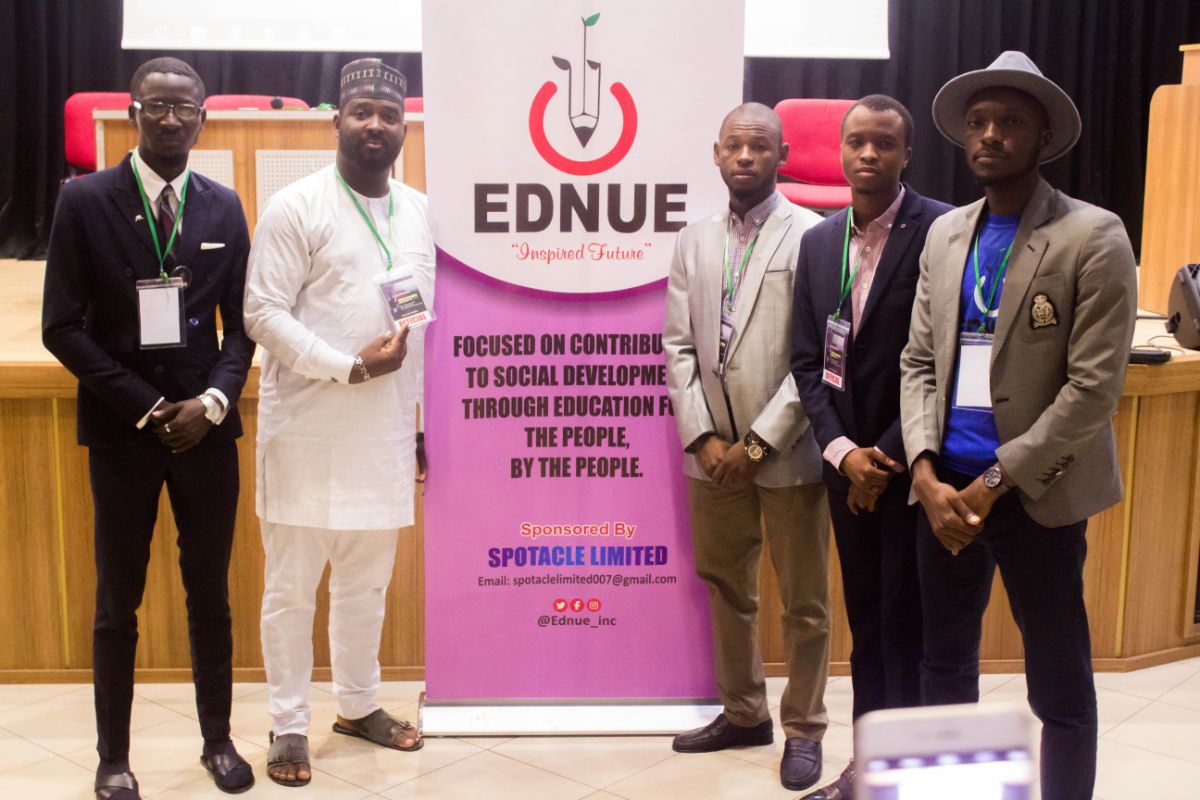 EDNUE
"Inspired Future"
FOCUSED ON CONTRIBU
TO SOCIAL DEVELOPME
THROUGH EDUCATION FO
THE PEOPLE,
BY THE PEOPLE.
Sponsored By
SPOTACLE LIMITED
Email: spotaclelimited007@gmail.com
@Ednue_inc
OFFICIAL